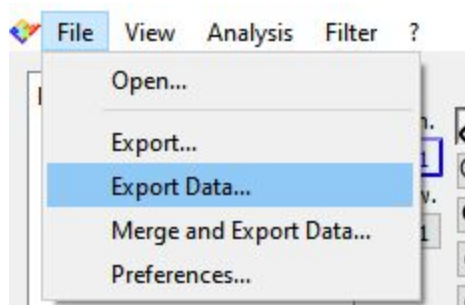 File View Analysis Filter ?
Open...
Export...
Export Data...
Merge and Export Data...
Preferences...